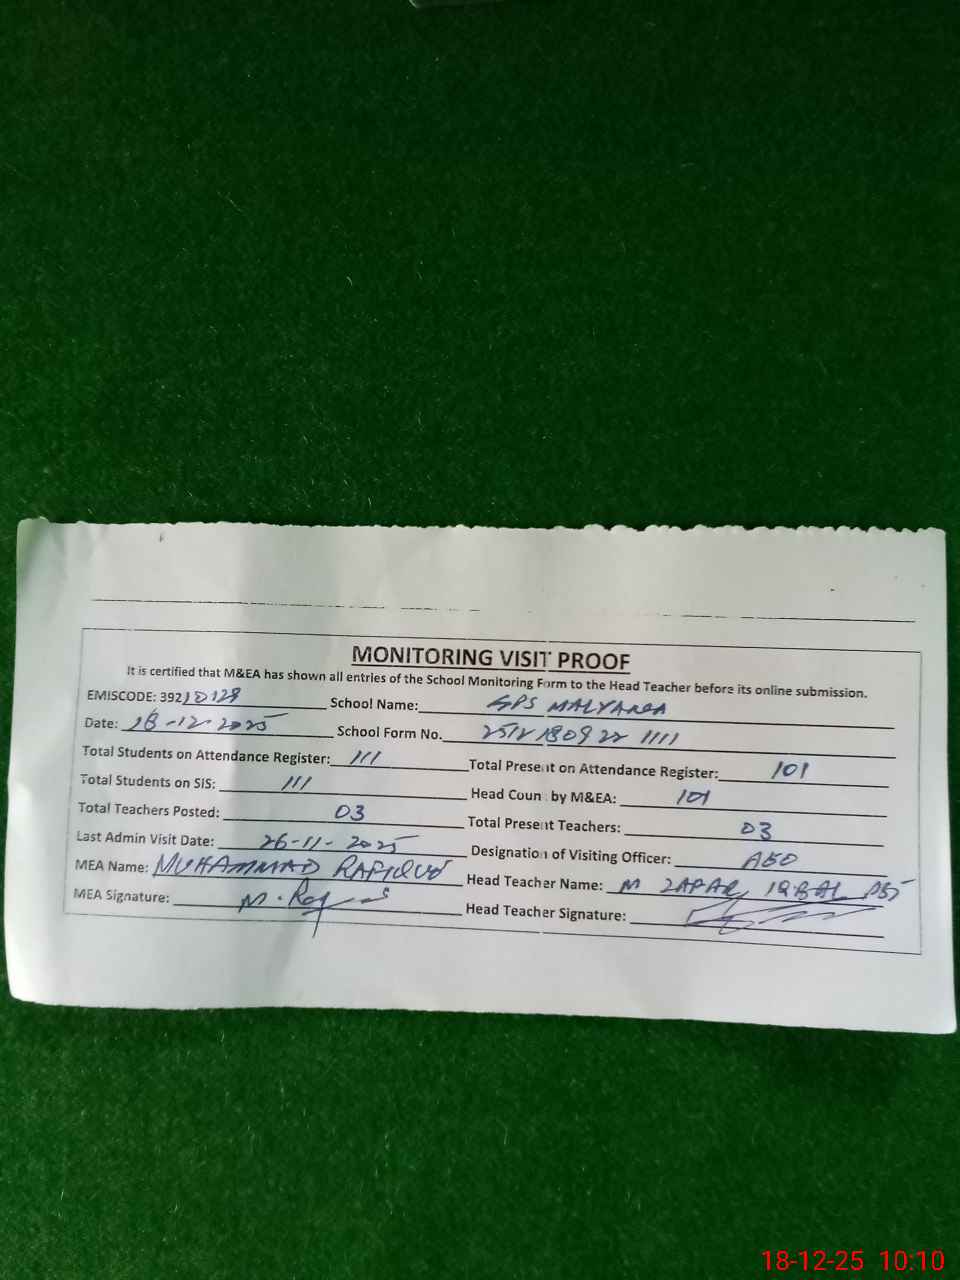 MONITORING VISIT PROOF
It is certified that M&EA has shown all entries of the School Monitoring Form to the Head Teacher before its online submission.
EMISCODE: 39210128 School Name: GPS MALYARA
Date: 18-12-2025 School Form No. 2512180922 1111
Total Students on Attendance Register: 111 Total Present on Attendance Register: 101
Total Students on SIS: 111 Head Count by M&EA: 101
Total Teachers Posted: 03 Total Present Teachers: 03
Last Admin Visit Date: 26-11-2025 Designation of Visiting Officer: AEO
MEA Name: MUHAMMAD Head Teacher Name: M ZAFAR IQBAL PST
MEA Signature: Head Teacher Signature:
18-12-25 10:10